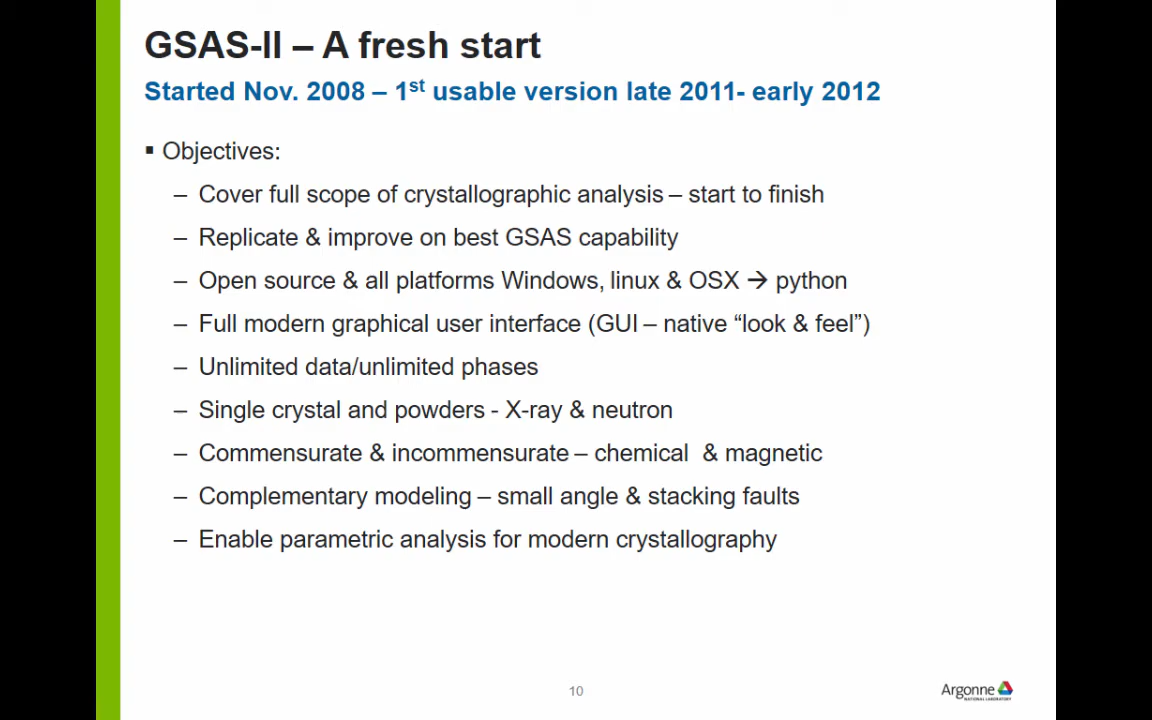 GSAS-II – A fresh start
Started Nov. 2008 – 1st usable version late 2011- early 2012
▪ Objectives:
– Cover full scope of crystallographic analysis – start to finish
– Replicate & improve on best GSAS capability
– Open source & all platforms Windows, linux & OSX → python
– Full modern graphical user interface (GUI – native “look & feel”)
– Unlimited data/unlimited phases
– Single crystal and powders - X-ray & neutron
– Commensurate & incommensurate – chemical & magnetic
– Complementary modeling – small angle & stacking faults
– Enable parametric analysis for modern crystallography
10
Argonne
NATIONAL LABORATORY